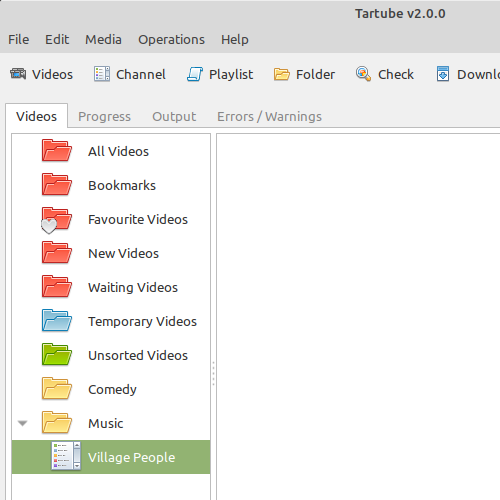 Tartube v2.0.0
File Edit Media Operations Help
Videos Channel Playlist Folder Check Downlo
Videos Progress Output Errors / Warnings
All Videos
Bookmarks
Favourite Videos
New Videos
Waiting Videos
Temporary Videos
Unsorted Videos
Comedy
Music
Village People